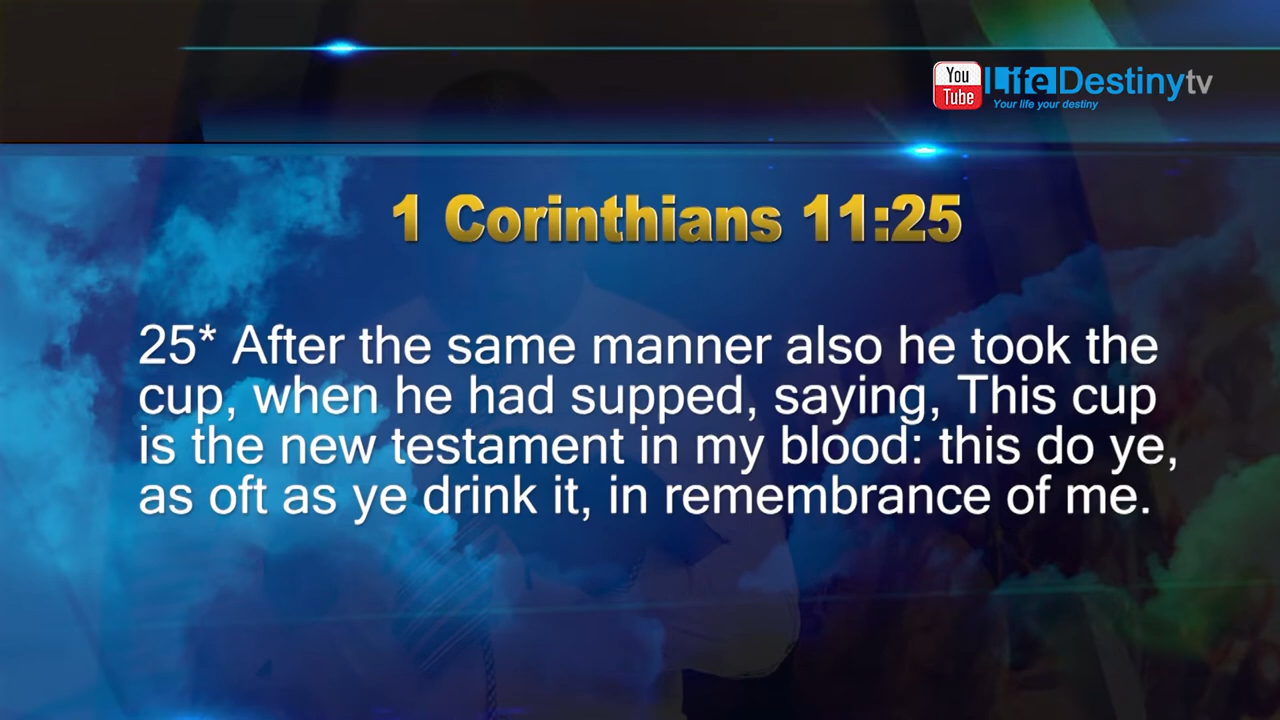 You
Tube
LifeDestinytv
Your life your destiny
1 Corinthians 11:25
25* After the same manner also he took the
cup, when he had supped, saying, This cup
is the new testament in my blood: this do ye,
as oft as ye drink it, in remembrance of me.